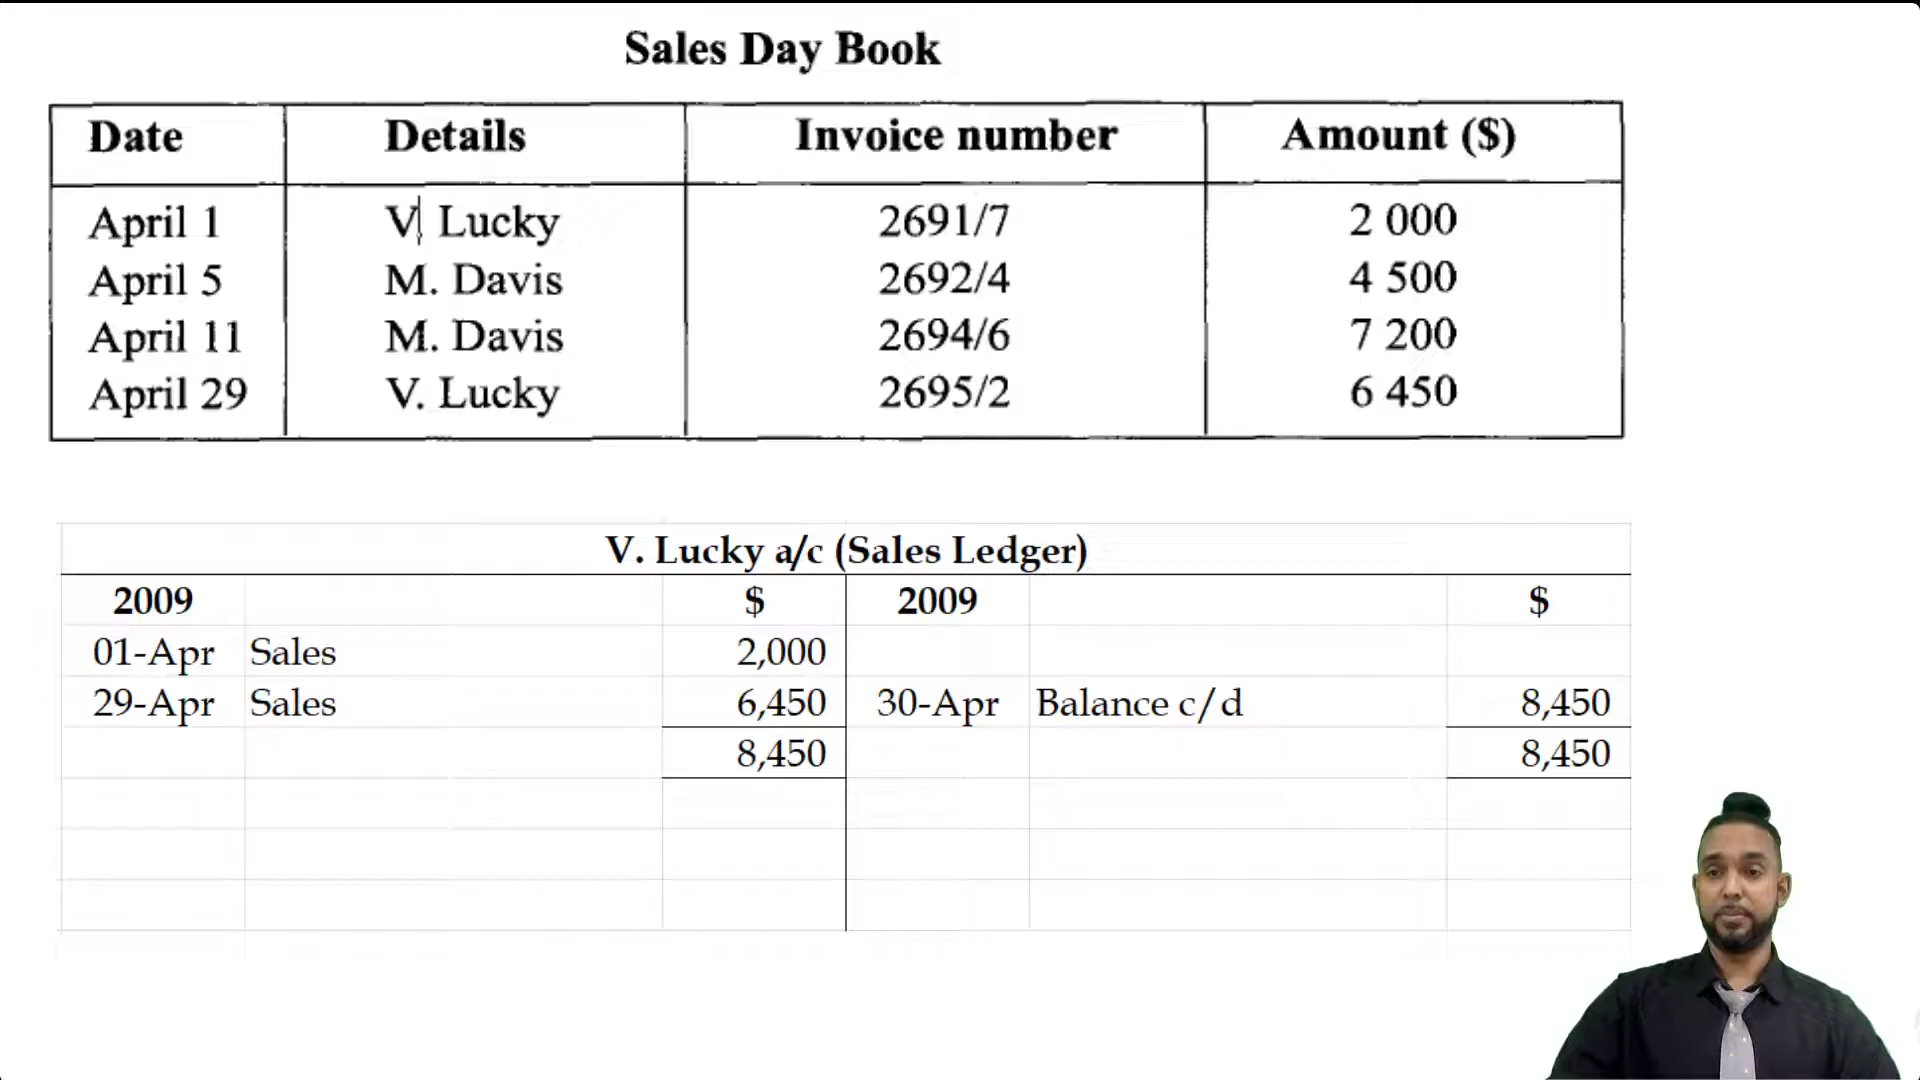 Sales Day Book
Date Details Invoice number Amount ($)
April 1 V. Lucky 2691/7 2 000
April 5 M. Davis 2692/4 4 500
April 11 M. Davis 2694/6 7 200
April 29 V. Lucky 2695/2 6 450
V. Lucky a/c (Sales Ledger)
2009 $ 2009 $
01-Apr Sales 2,000
29-Apr Sales 6,450 30-Apr Balance c/d 8,450
8,450 8,450